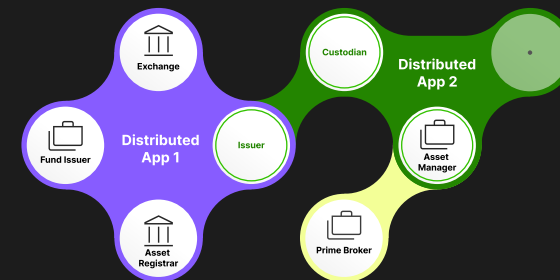 Exchange
Fund Issuer
Distributed
App 1
Issuer
Asset
Registrar
Custodian
Distributed
App 2
Asset
Manager
Prime Broker